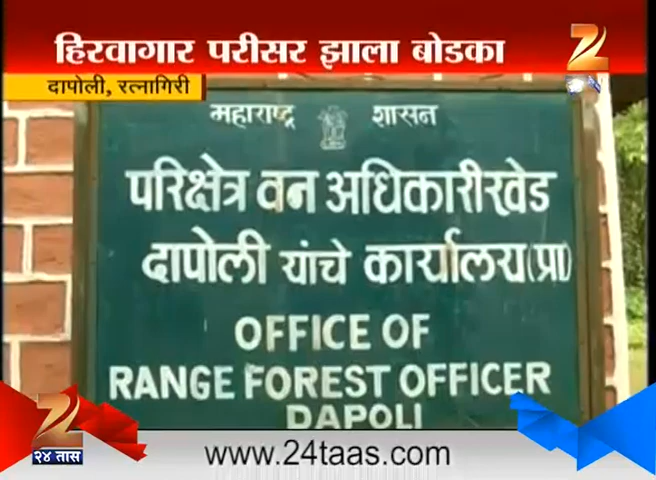 हिरवागार परीसर झाला बोडका
दापोली, रत्नागिरी
महाराष्ट्र शासन
परिक्षेत्र वन अधिकारी खेड
दापोली यांचे कार्यालय (प्रा)
OFFICE OF
RANGE FOREST OFFICER
DAPOLI
२४ तास
www.24taas.com